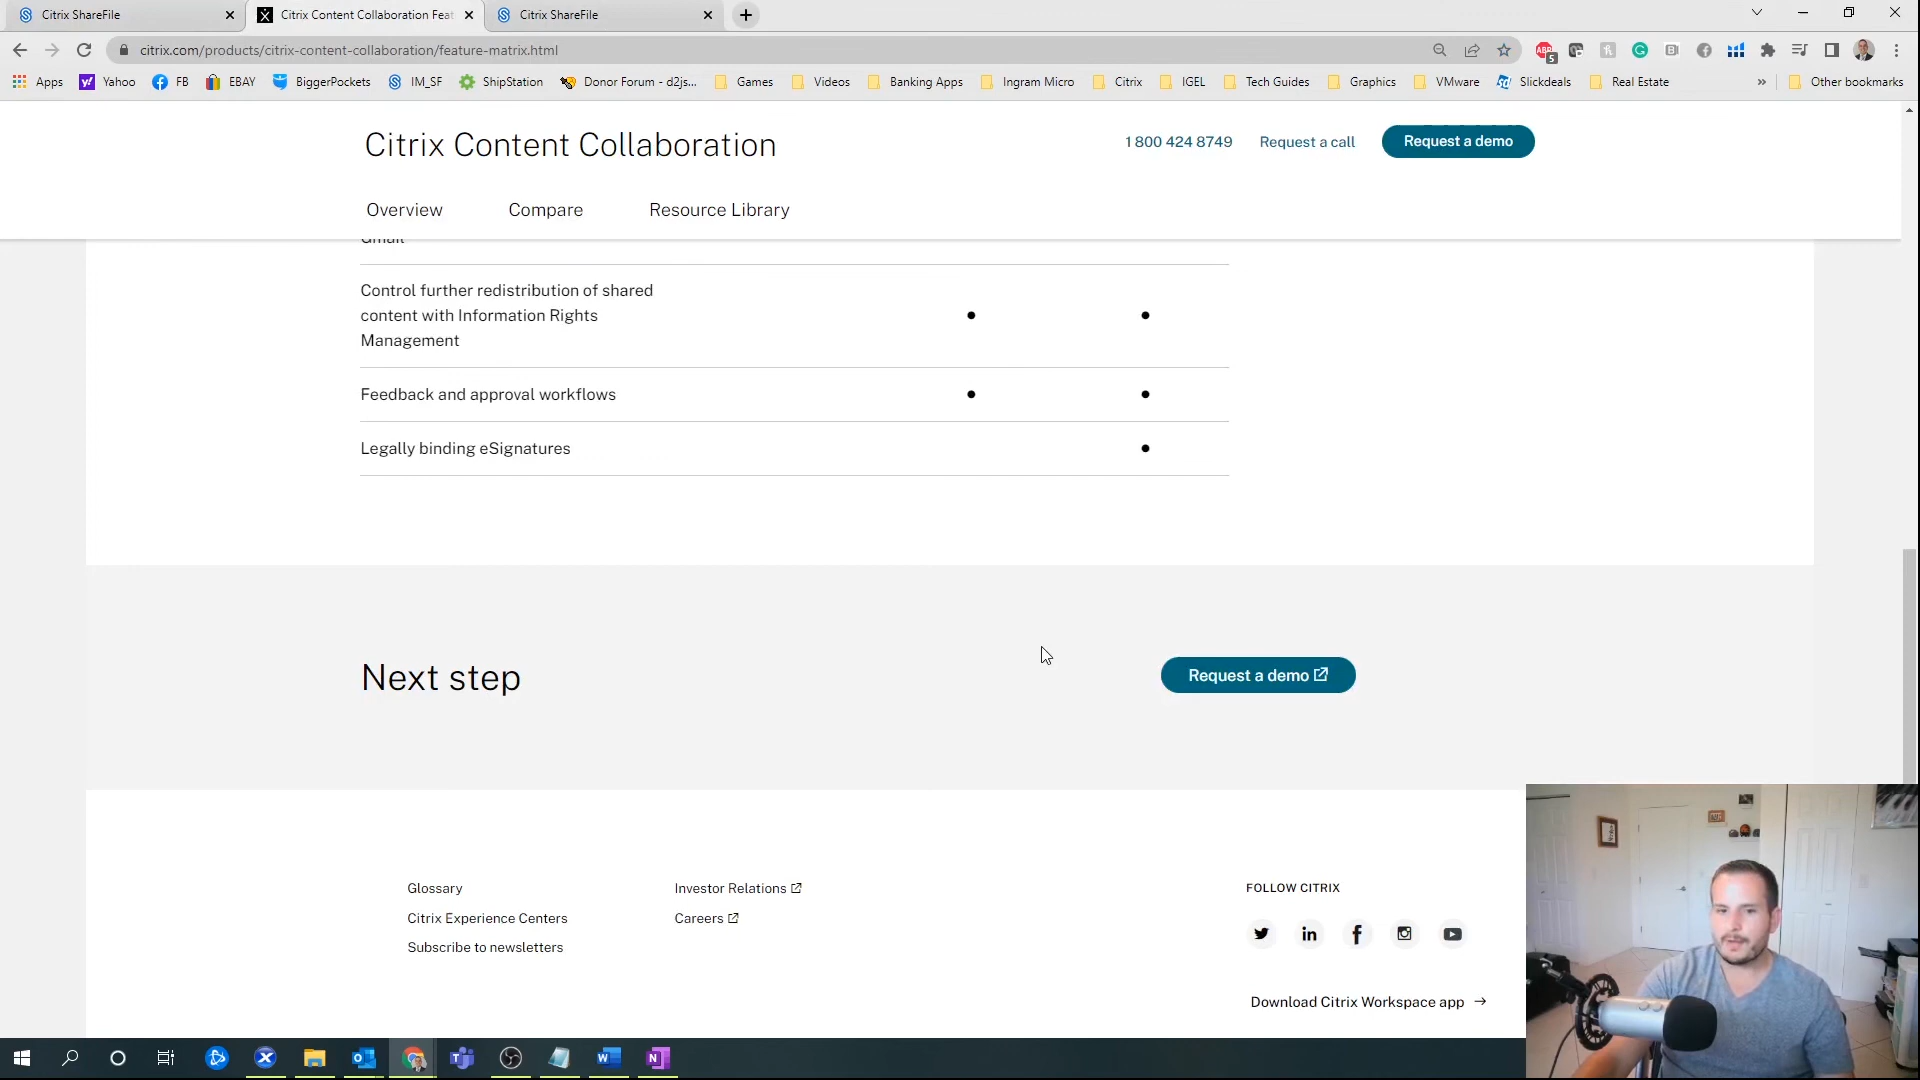 Citrix ShareFile
Citrix Content Collaboration Feat
Citrix ShareFile
citrix.com/products/citrix-content-collaboration/feature-matrix.html
Apps
Yahoo
FB
EBAY
BiggerPockets
IM_SF
ShipStation
Donor Forum - d2js...
Games
Videos
Banking Apps
Ingram Micro
Citrix
IGEL
Tech Guides
Graphics
VMware
Slickdeals
Real Estate
»
Other bookmarks
Citrix Content Collaboration
1 800 424 8749
Request a call
Request a demo
Overview
Compare
Resource Library
Gmail
Control further redistribution of shared
content with Information Rights
Management
Feedback and approval workflows
Legally binding eSignatures
Next step
Request a demo
Glossary
Investor Relations
FOLLOW CITRIX
Citrix Experience Centers
Careers
Subscribe to newsletters
Download Citrix Workspace app →